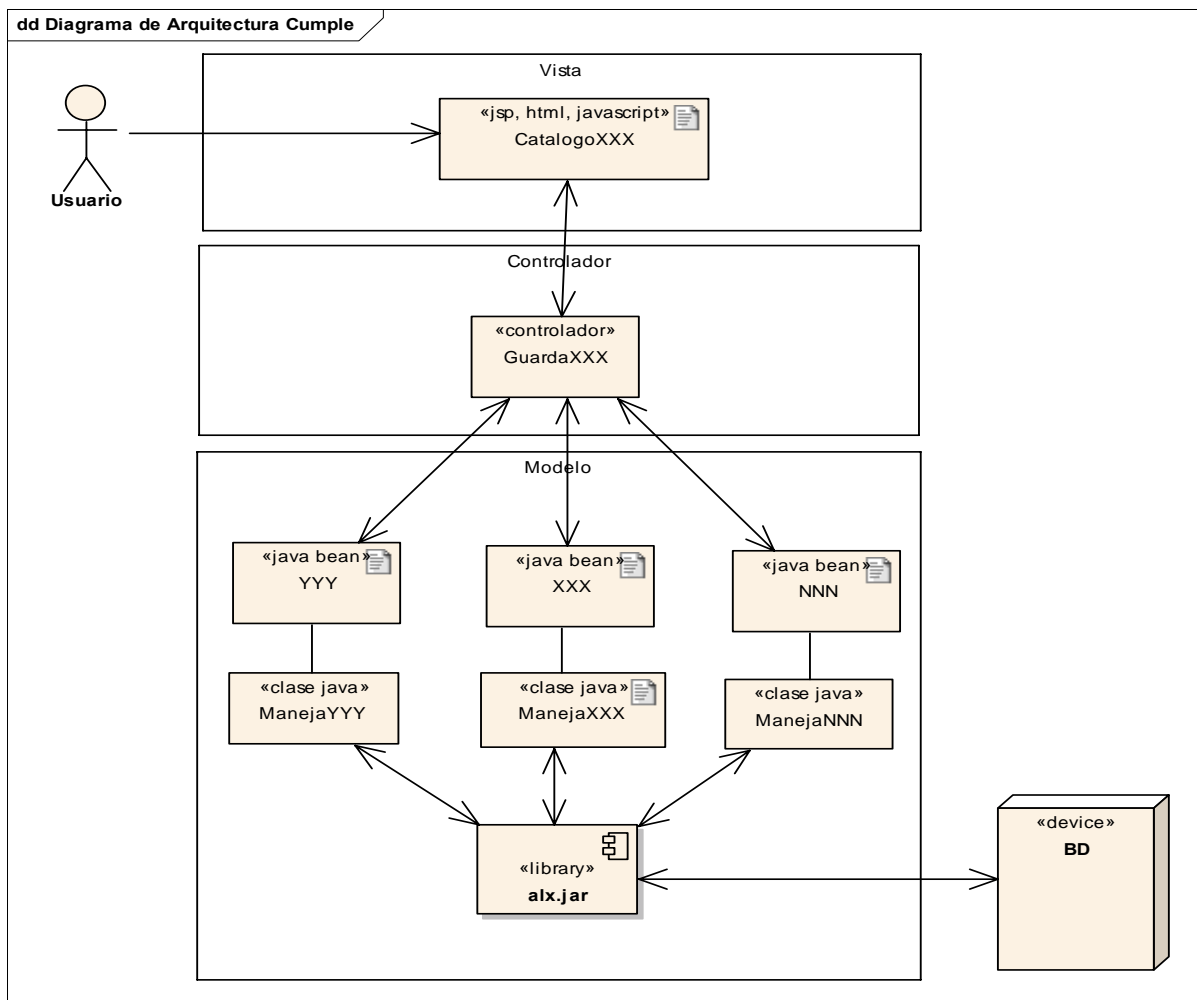 dd Diagrama de Arquitectura Cumple
Vista
«jsp, html, javascript»
CatalogoXXX
Usuario
Controlador
«controlador»
GuardaXXX
Modelo
«java bean»
YYY
«java bean»
XXX
«java bean»
NNN
«clase java»
ManejaYYY
«clase java»
ManejaXXX
«clase java»
ManejaNNN
«library»
alx.jar
«device»
BD